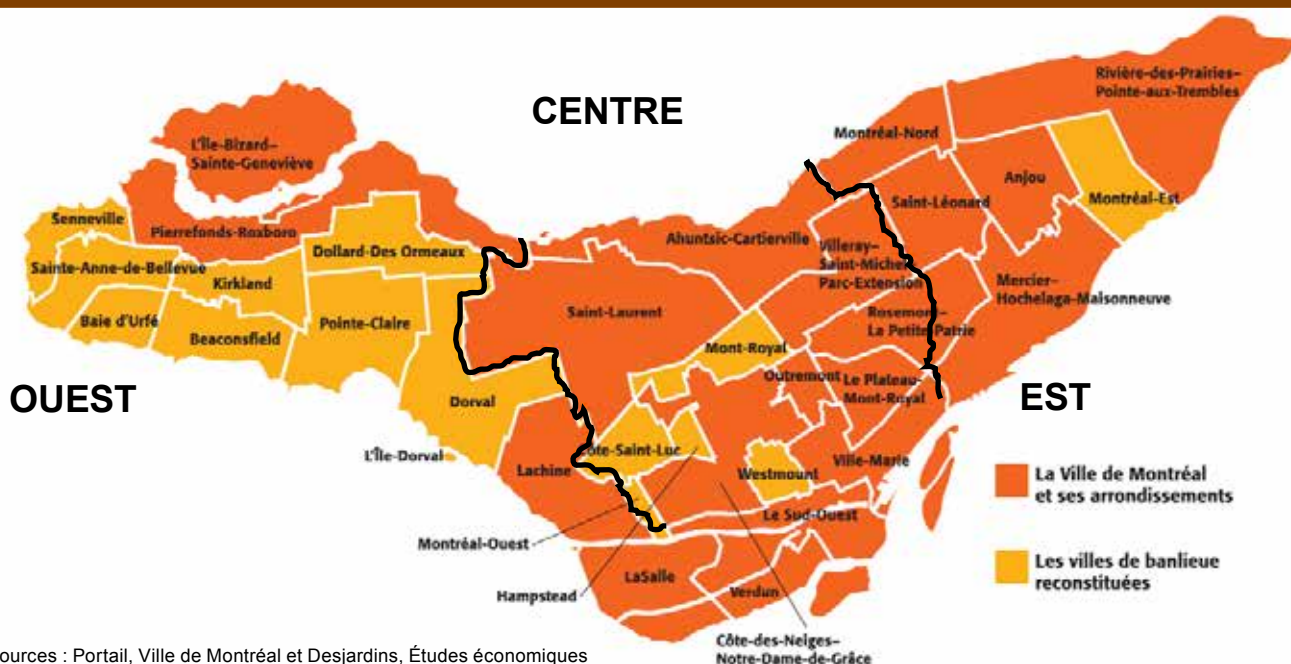 CENTRE
Rivière-des-Prairies–
Pointe-aux-Trembles
Montréal-Nord
L'Île-Bizard–
Sainte-Geneviève
Anjou
Montréal-Est
Saint-Léonard
Senneville
Pierrefonds-Roxboro
Dollard-Des Ormeaux
Ahuntsic-Cartierville
Villeray–
Saint-Michel
Parc-Extension
Sainte-Anne-de-Bellevue
Kirkland
Mercier–
Hochelaga-Maisonneuve
Baie d'Urfé
Beaconsfield
Pointe-Claire
Saint-Laurent
Rosemont–
La Petite-Patrie
Mont-Royal
OUEST
Dorval
Outremont
Le Plateau-
Mont-Royal
EST
L'Île-Dorval
Lachine
Côte-Saint-Luc
Westmount
Ville-Marie
Le Sud-Ouest
La Ville de Montréal
et ses arrondissements
Montréal-Ouest
Hampstead
LaSalle
Verdun
Les villes de banlieue
reconstituées
Côte-des-Neiges–
Notre-Dame-de-Grâce
ources : Portail, Ville de Montréal et Desjardins, Études économiques